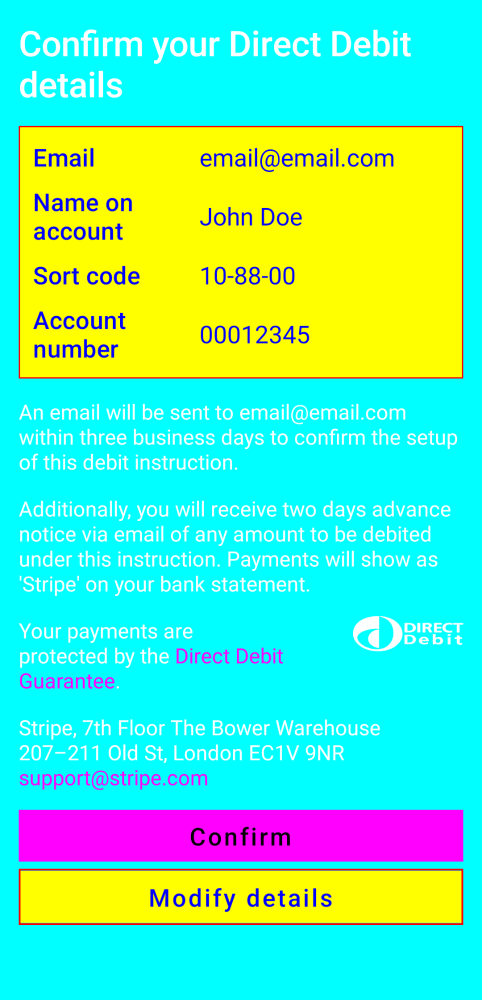 Confirm your Direct Debit
details
Email email@email.com
Name on
account
John Doe
Sort code 10-88-00
Account
number
00012345
An email will be sent to email@email.com
within three business days to confirm the setup
of this debit instruction.
Additionally, you will receive two days advance
notice via email of any amount to be debited
under this instruction. Payments will show as
'Stripe' on your bank statement.
Your payments are
protected by the Direct Debit
Guarantee.
DIRECT
Debit
Stripe, 7th Floor The Bower Warehouse
207–211 Old St, London EC1V 9NR
support@stripe.com
Confirm
Modify details